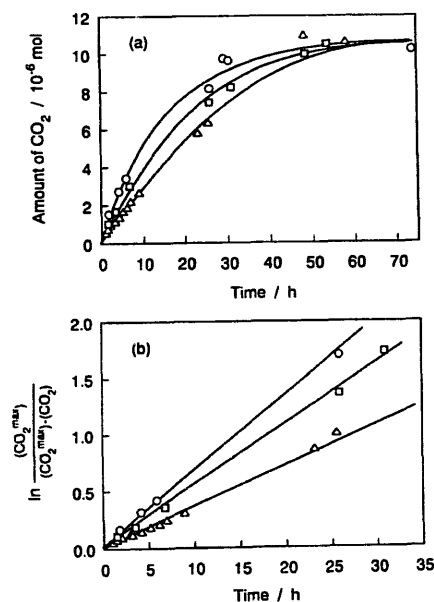 (a)
Amount of CO2 / 10-6 mol
12
10
8
6
4
2
0
0 10 20 30 40 50 60 70
Time / h
(b)
ln (CO2max) / (CO2max)-(CO2)
2.0
1.5
1.0
0.5
0.0
0 5 10 15 20 25 30 35
Time / h